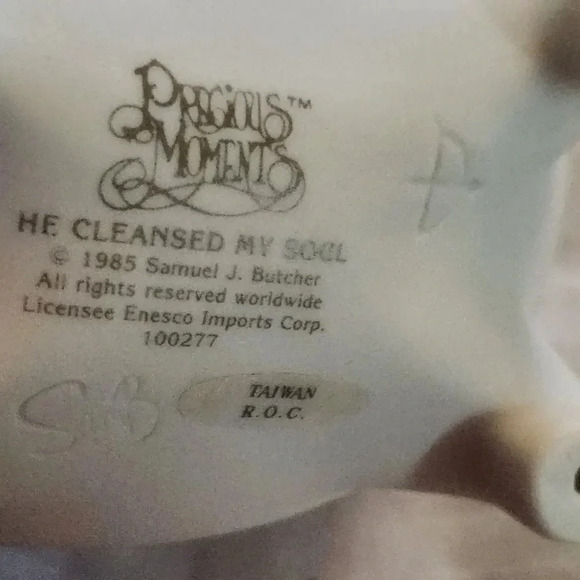 PRECIOUS™
MOMENTS
HE CLEANSED MY SOUL
© 1985 Samuel J. Butcher
All rights reserved worldwide
Licensee Enesco Imports Corp.
100277
TAIWAN
R.O.C.